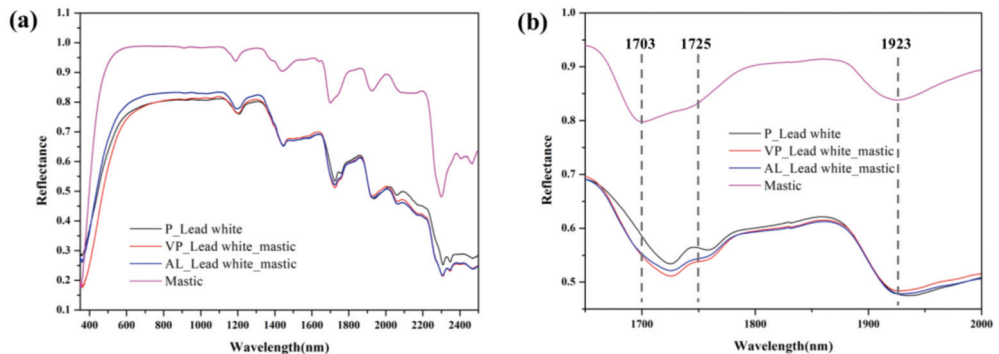 (a)
1.1
1.0
0.9
0.8
0.7
0.6
0.5
0.4
0.3
0.2
0.1
Reflectance
P_Lead white
VP_Lead white_mastic
AL_Lead white_mastic
Mastic
400 600 800 1000 1200 1400 1600 1800 2000 2200 2400
Wavelength(nm)
(b)
1.0
0.9
0.8
0.7
0.6
0.5
Reflectance
1703 1725 1923
P_Lead white
VP_Lead white_mastic
AL_Lead white_mastic
Mastic
1700 1800 1900 2000
Wavelength(nm)